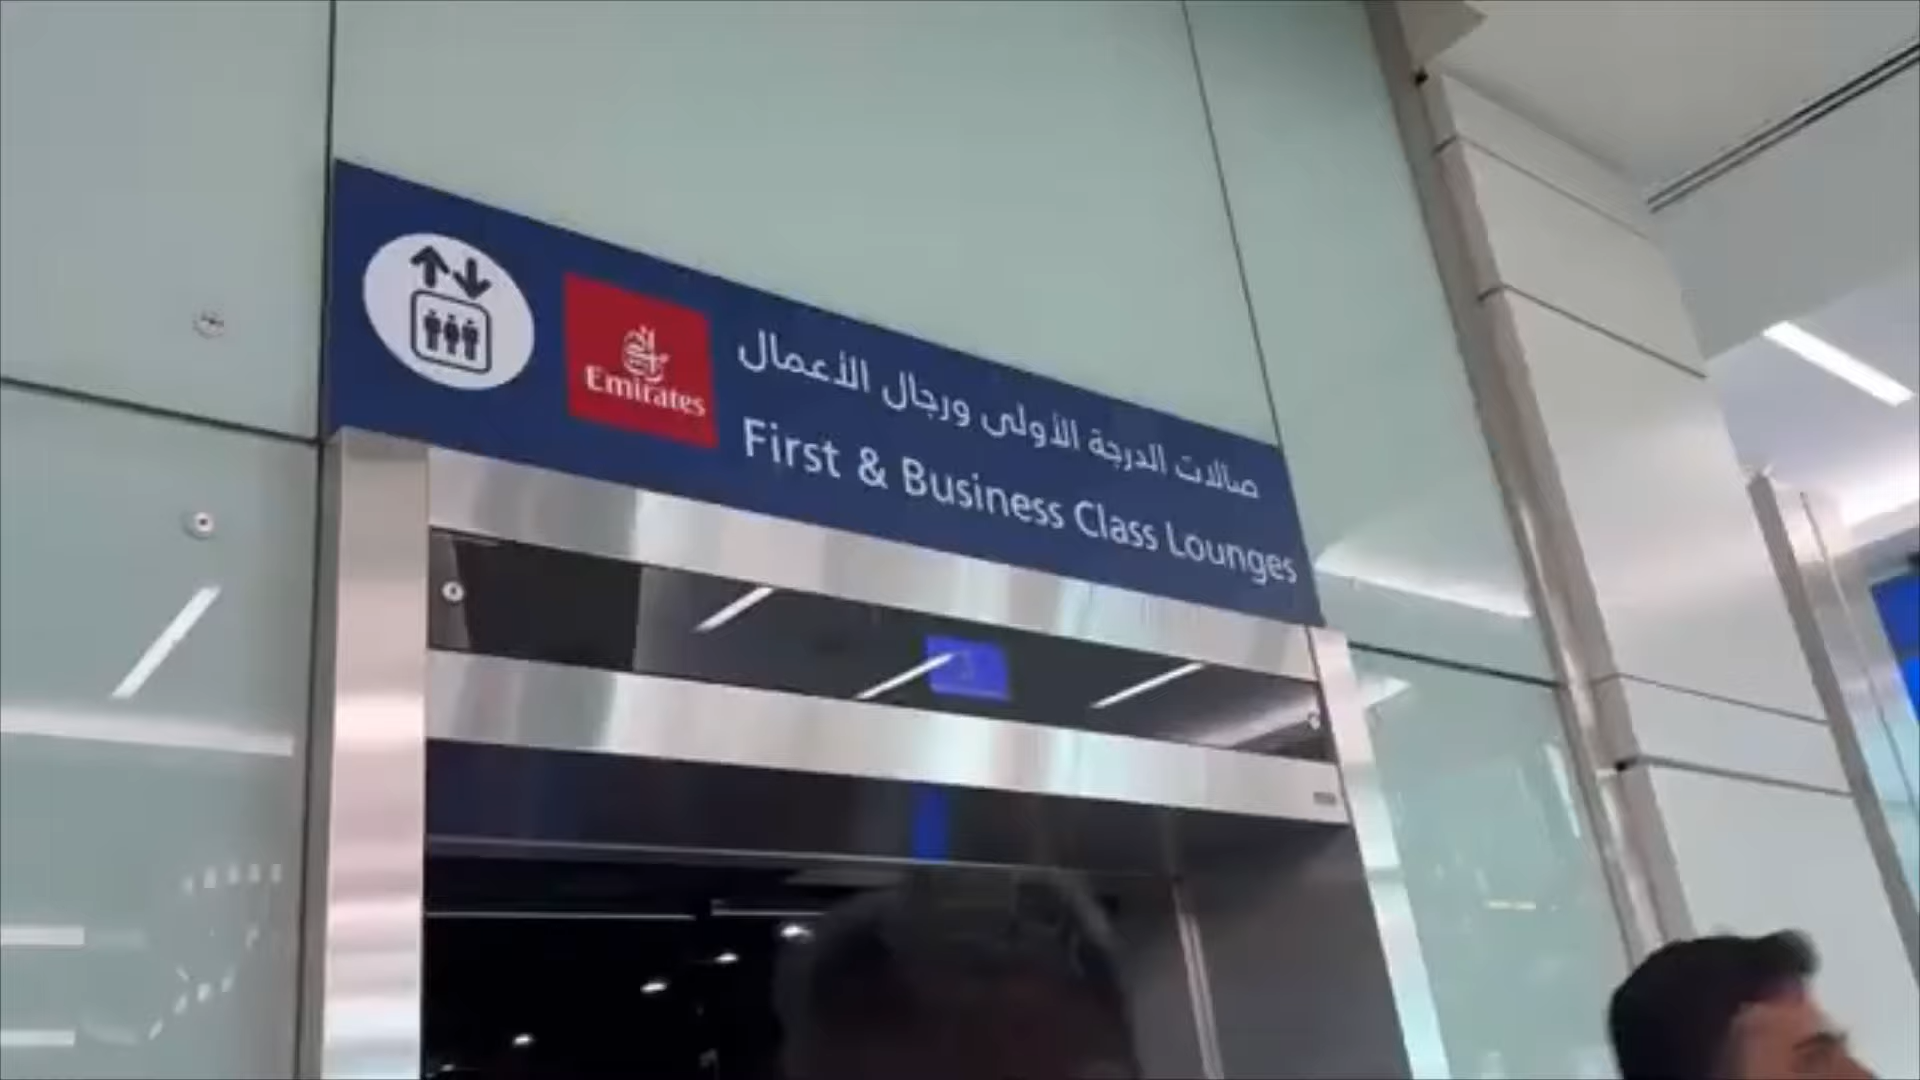 Emirates
صالات الدرجة الأولى ورجال الأعمال
First & Business Class Lounges